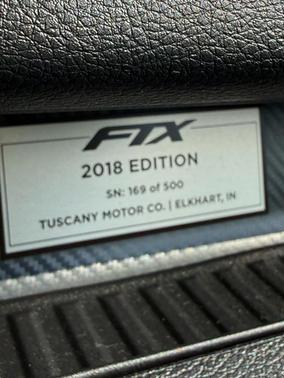 FTX
2018 EDITION
SN: 169 of 500
TUSCANY MOTOR CO. | ELKHART, IN